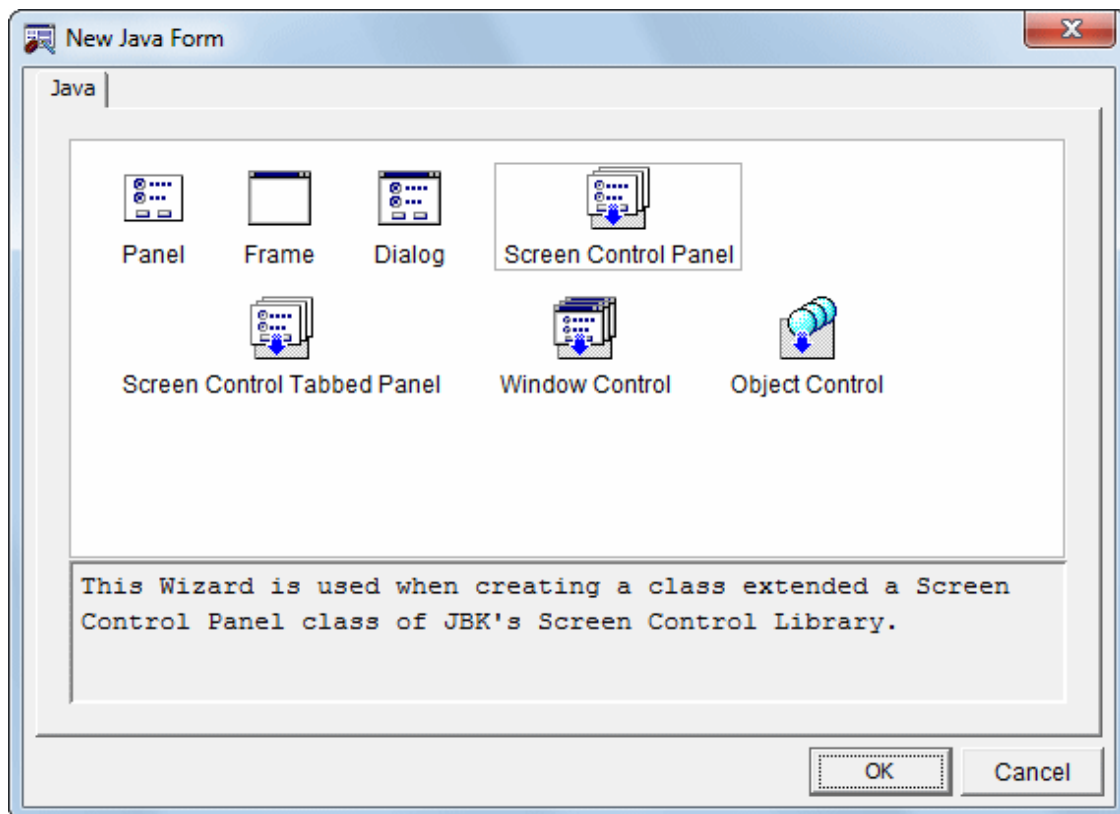 New Java Form
Java
Panel Frame Dialog Screen Control Panel
Screen Control Tabbed Panel Window Control Object Control
This Wizard is used when creating a class extended a Screen
Control Panel class of JBK's Screen Control Library.
OK Cancel